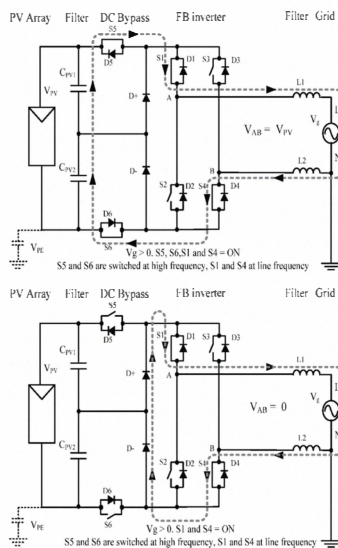 PV Array Filter DC Bypass FB inverter Filter Grid
S5
D5
S1 D1 S3 D3
CPV1
VPV
D+
L1
L
A
VAB = VPV
Vg
B
N
CPV2
D-
L2
S2 D2 S4 D4
D6
S6
VPE
Vg > 0. S5, S6,S1 and S4 = ON
S5 and S6 are switched at high frequency, S1 and S4 at line frequency
PV Array Filter DC Bypass FB inverter Filter Grid
S5
D5
S1 D1 S3 D3
CPV1
VPV
D+
L1
L
A
VAB = 0
Vg
B
N
CPV2
D-
L2
S2 D2 S4 D4
D6
S6
VPE
Vg > 0. S1 and S4 = ON
S5 and S6 are switched at high frequency, S1 and S4 at line frequency